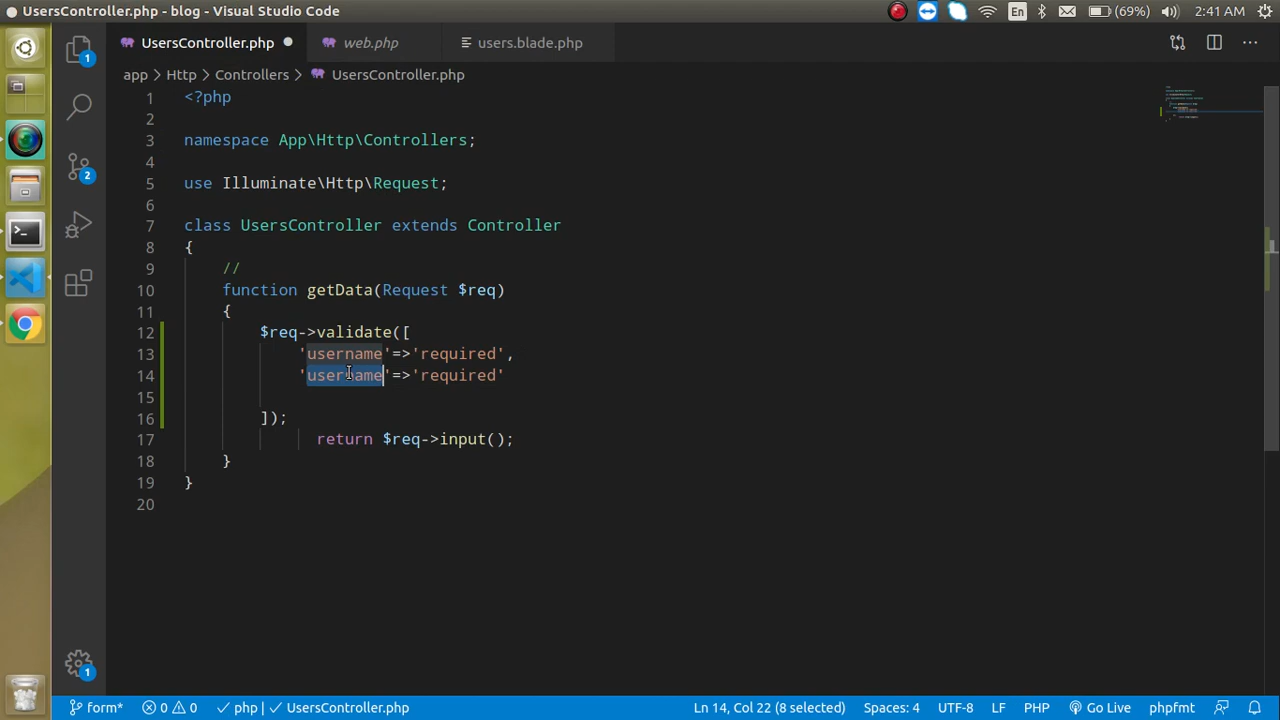 UsersController.php - blog - Visual Studio Code
En
(69%)
2:41 AM
UsersController.php
web.php
users.blade.php
app > Http > Controllers > UsersController.php
1 <?php
2
3 namespace App\Http\Controllers;
4
5 use Illuminate\Http\Request;
6
7 class UsersController extends Controller
8 {
9 //
10 function getData(Request $req)
11 {
12 $req->validate([
13 'username'=>'required',
14 'username'=>'required'
15
16 ]);
17 return $req->input();
18 }
19 }
20
1
2
1
form*
0
0
php
UsersController.php
Ln 14, Col 22 (8 selected)
Spaces: 4
UTF-8
LF
PHP
Go Live
phpfmt